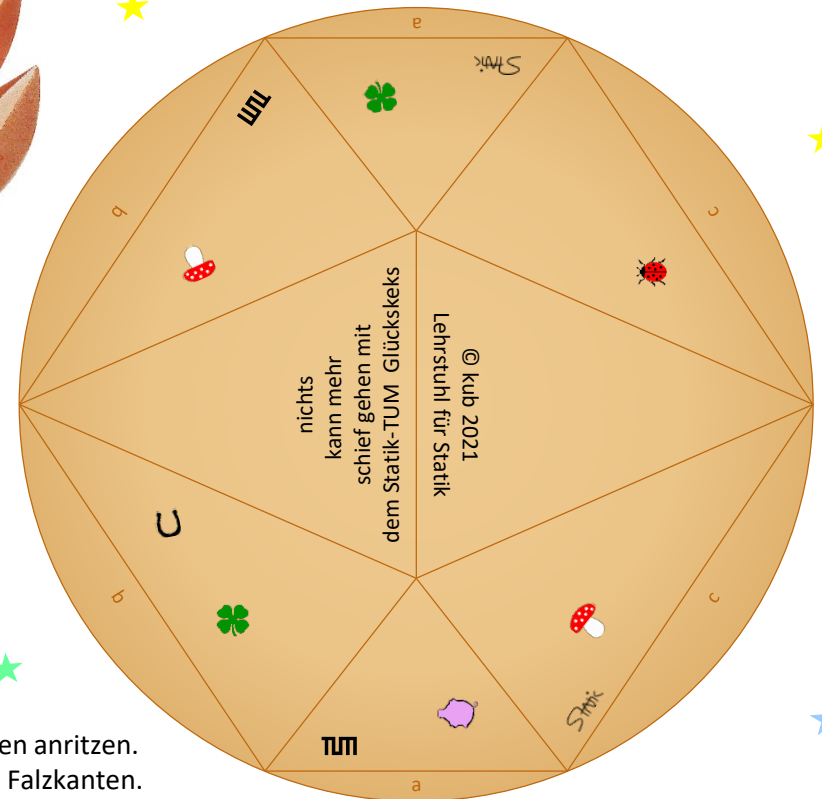 a
Statik
TUM
b
c
nichts
kann mehr
schief gehen mit
dem Statik-TUM Glückskeks
© kub 2021
Lehrstuhl für Statik
b
c
Statik
TUM
a
en anritzen.
Falzkanten.